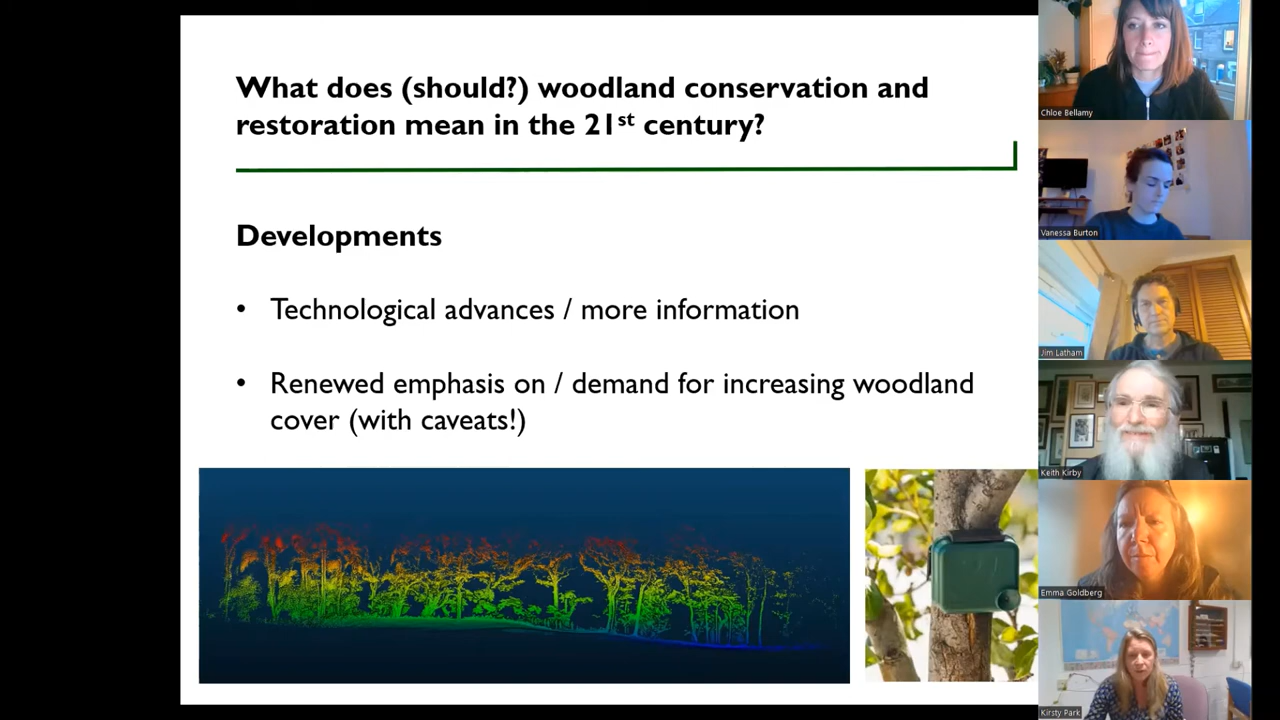 What does (should?) woodland conservation and
restoration mean in the 21st century?
Developments
• Technological advances / more information
• Renewed emphasis on / demand for increasing woodland
cover (with caveats!)
Chloe Bellamy
Vanessa Burton
Jim Latham
Keith Kirby
Emma Goldberg
Kirsty Park